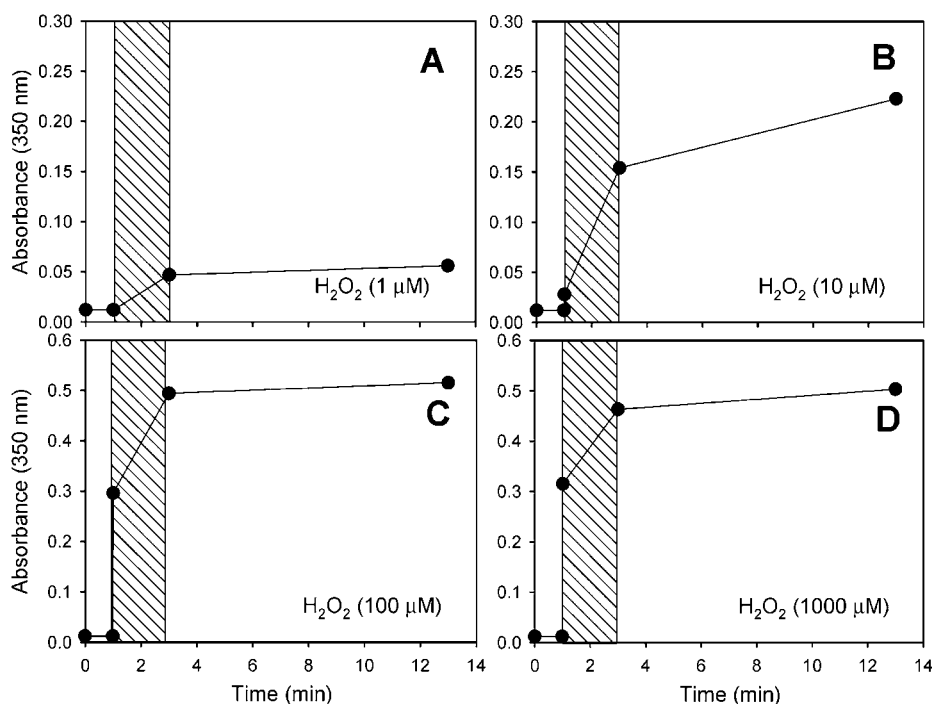 0.30 0.25 0.20 0.15 0.10 0.05 0.00
Absorbance (350 nm)
A
H₂O₂ (1 μM)
0.30 0.25 0.20 0.15 0.10 0.05 0.00
B
H₂O₂ (10 μM)
0.6 0.5 0.4 0.3 0.2 0.1 0.0
Absorbance (350 nm)
C
H₂O₂ (100 μM)
0 2 4 6 8 10 12 14
Time (min)
0.6 0.5 0.4 0.3 0.2 0.1 0.0
D
H₂O₂ (1000 μM)
0 2 4 6 8 10 12 14
Time (min)